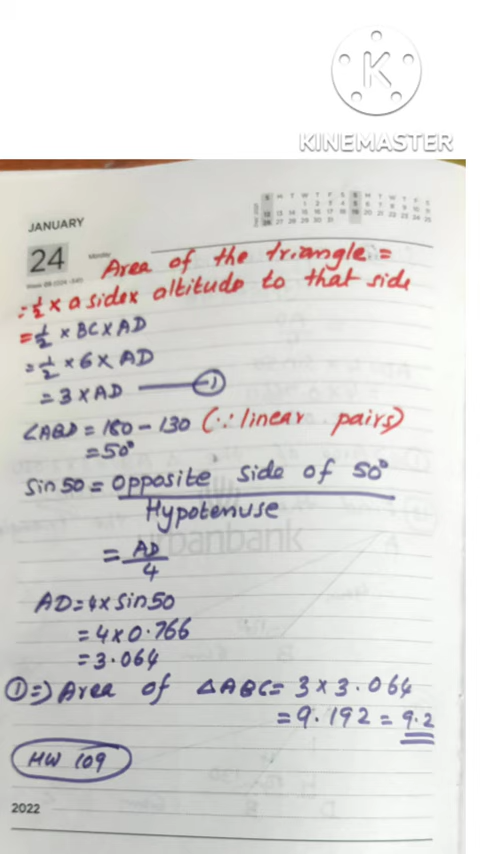 K
KINEMASTER
JANUARY
24
Monday
Area of the triangle =
= ½ × a side × altitude to that side
= ½ × BC × AD
= ½ × 6 × AD
= 3 × AD —— ①
∠ABD = 180 - 130 (∵ linear pairs)
= 50°
Sin 50 = Opposite side of 50°
Hypotenuse
= AD
4
urbanbank
AD = 4 × Sin 50
= 4 × 0.766
= 3.064
① ⇒ Area of △ABC = 3 × 3.064
= 9.192 = 9.2
HW 109
2022